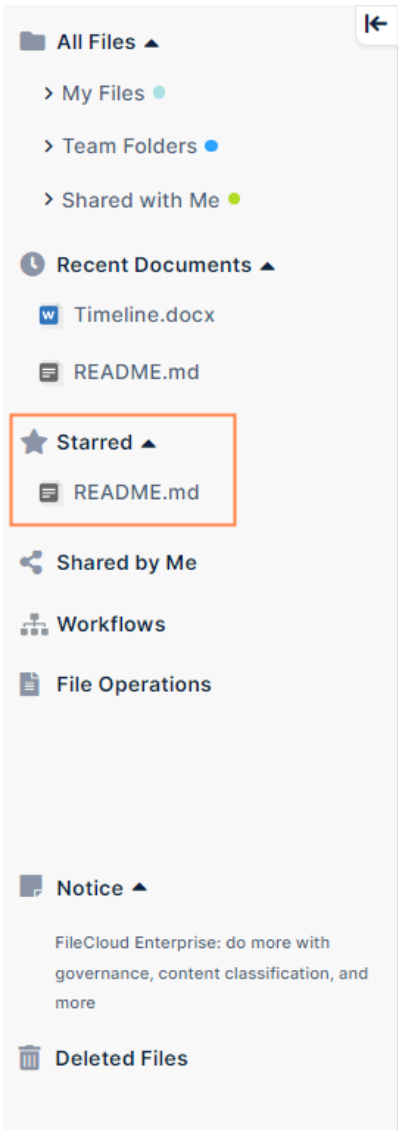 All Files
My Files
Team Folders
Shared with Me
Recent Documents
W Timeline.docx
README.md
Starred
README.md
Shared by Me
Workflows
File Operations
Notice
FileCloud Enterprise: do more with
governance, content classification, and
more
Deleted Files